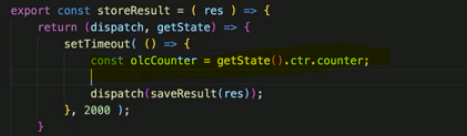 export const storeResult = ( res ) => {
return (dispatch, getState) => {
setTimeout( () => {
const olcCounter = getState().ctr.counter;
dispatch(saveResult(res));
}, 2000 );
}